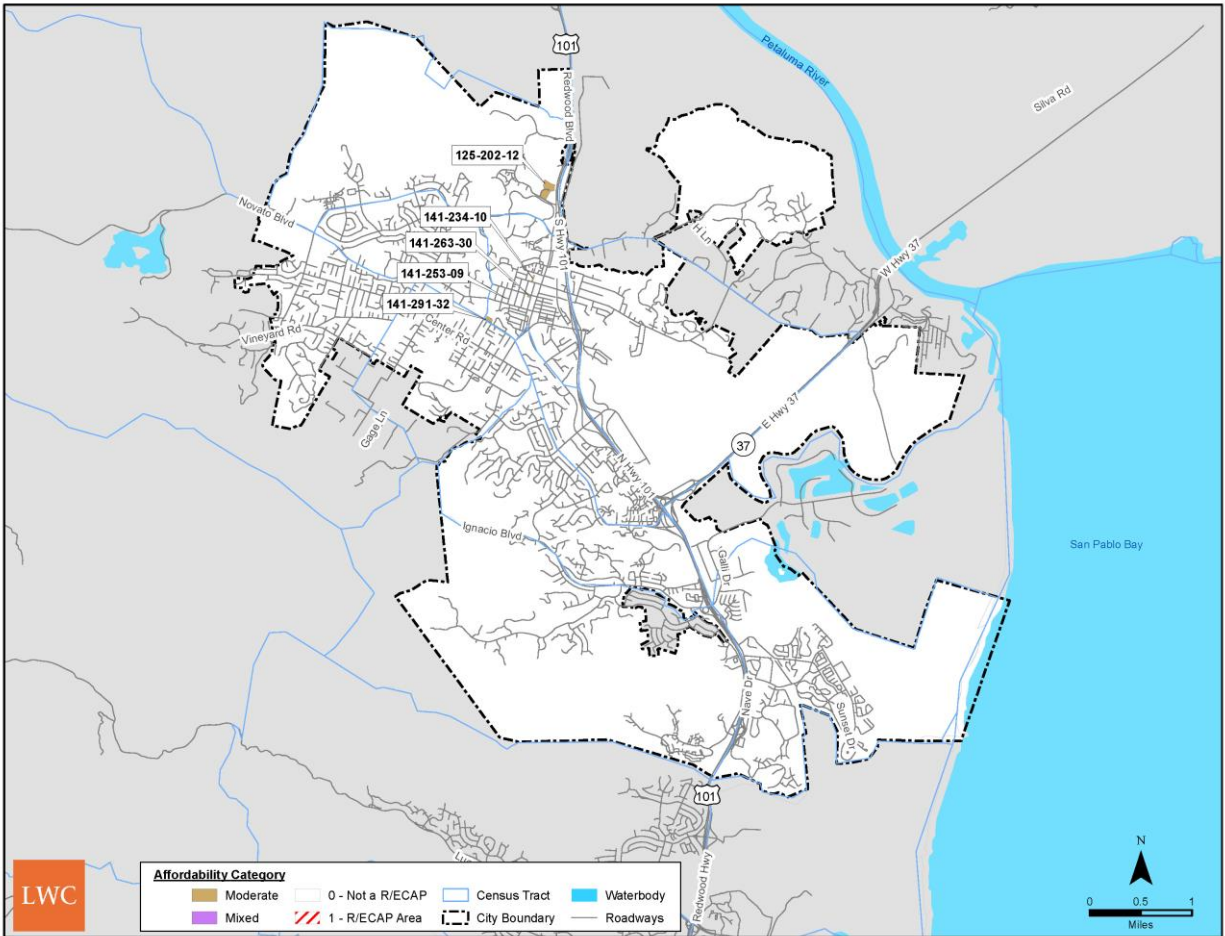 101
Petaluma River
Redwood Blvd
Silva Rd
125-202-12
Novato Blvd
141-234-10
S Hwy 101
H Ln
141-263-30
W Hwy 37
141-253-09
141-291-32
Center Rd
Vineyard Rd
E Hwy 37
Gage Ln
37
N Hwy 101
Ignacio Blvd
San Pablo Bay
Galli Dr
Nave Dr
Sunset Dr
101
Redwood Hwy
N
0 0.5 1
Miles
LWC
Affordability Category
Moderate 0 - Not a R/ECAP Census Tract Waterbody
Mixed 1 - R/ECAP Area City Boundary Roadways